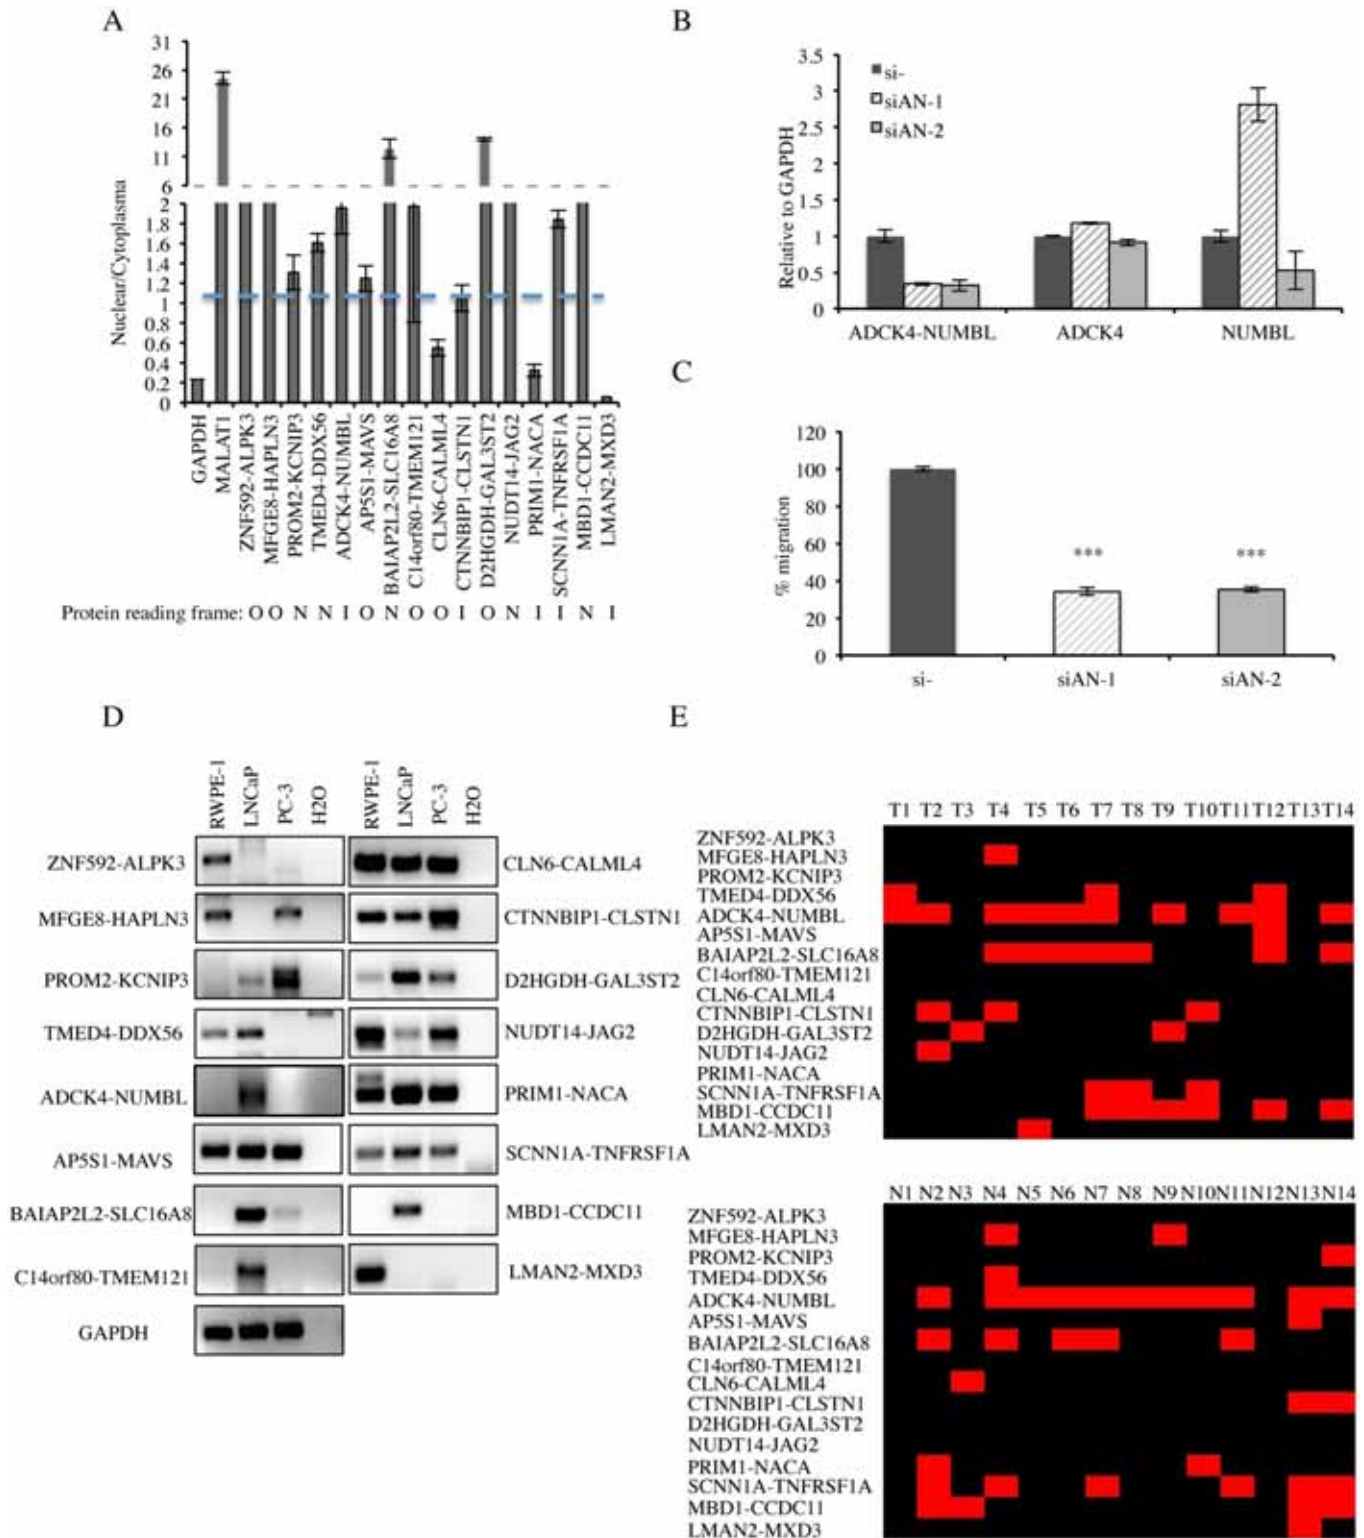 A
31
26
21
16
11
6
2
1.8
1.6
1.4
1.2
1
0.8
0.6
0.4
0.2
0
Nuclear/Cytoplasma
GAPDH
MALAT1
ZNF592-ALPK3
MFGE8-HAPLN3
PROM2-KCNIP3
TMED4-DDX56
ADCK4-NUMBL
AP5S1-MAVS
BAIAP2L2-SLC16A8
C14orf80-TMEM121
CLN6-CALML4
CTNNBIP1-CLSTN1
D2HGDH-GAL3ST2
NUDT14-JAG2
PRIM1-NACA
SCNN1A-TNFRSF1A
MBD1-CCDC11
LMAN2-MXD3
Protein reading frame: O O N N I O N O O I O N I I N I
B
3.5
3
2.5
2
1.5
1
0.5
0
Relative to GAPDH
si-
siAN-1
siAN-2
ADCK4-NUMBL ADCK4 NUMBL
C
120
100
80
60
40
20
0
% migration
*** ***
si- siAN-1 siAN-2
D
RWPE-1 LNCaP PC-3 H2O RWPE-1 LNCaP PC-3 H2O
ZNF592-ALPK3 CLN6-CALML4
MFGE8-HAPLN3 CTNNBIP1-CLSTN1
PROM2-KCNIP3 D2HGDH-GAL3ST2
TMED4-DDX56 NUDT14-JAG2
ADCK4-NUMBL PRIM1-NACA
AP5S1-MAVS SCNN1A-TNFRSF1A
BAIAP2L2-SLC16A8 MBD1-CCDC11
C14orf80-TMEM121 LMAN2-MXD3
GAPDH
E
T1 T2 T3 T4 T5 T6 T7 T8 T9 T10 T11 T12 T13 T14
ZNF592-ALPK3
MFGE8-HAPLN3
PROM2-KCNIP3
TMED4-DDX56
ADCK4-NUMBL
AP5S1-MAVS
BAIAP2L2-SLC16A8
C14orf80-TMEM121
CLN6-CALML4
CTNNBIP1-CLSTN1
D2HGDH-GAL3ST2
NUDT14-JAG2
PRIM1-NACA
SCNN1A-TNFRSF1A
MBD1-CCDC11
LMAN2-MXD3
N1 N2 N3 N4 N5 N6 N7 N8 N9 N10 N11 N12 N13 N14
ZNF592-ALPK3
MFGE8-HAPLN3
PROM2-KCNIP3
TMED4-DDX56
ADCK4-NUMBL
AP5S1-MAVS
BAIAP2L2-SLC16A8
C14orf80-TMEM121
CLN6-CALML4
CTNNBIP1-CLSTN1
D2HGDH-GAL3ST2
NUDT14-JAG2
PRIM1-NACA
SCNN1A-TNFRSF1A
MBD1-CCDC11
LMAN2-MXD3